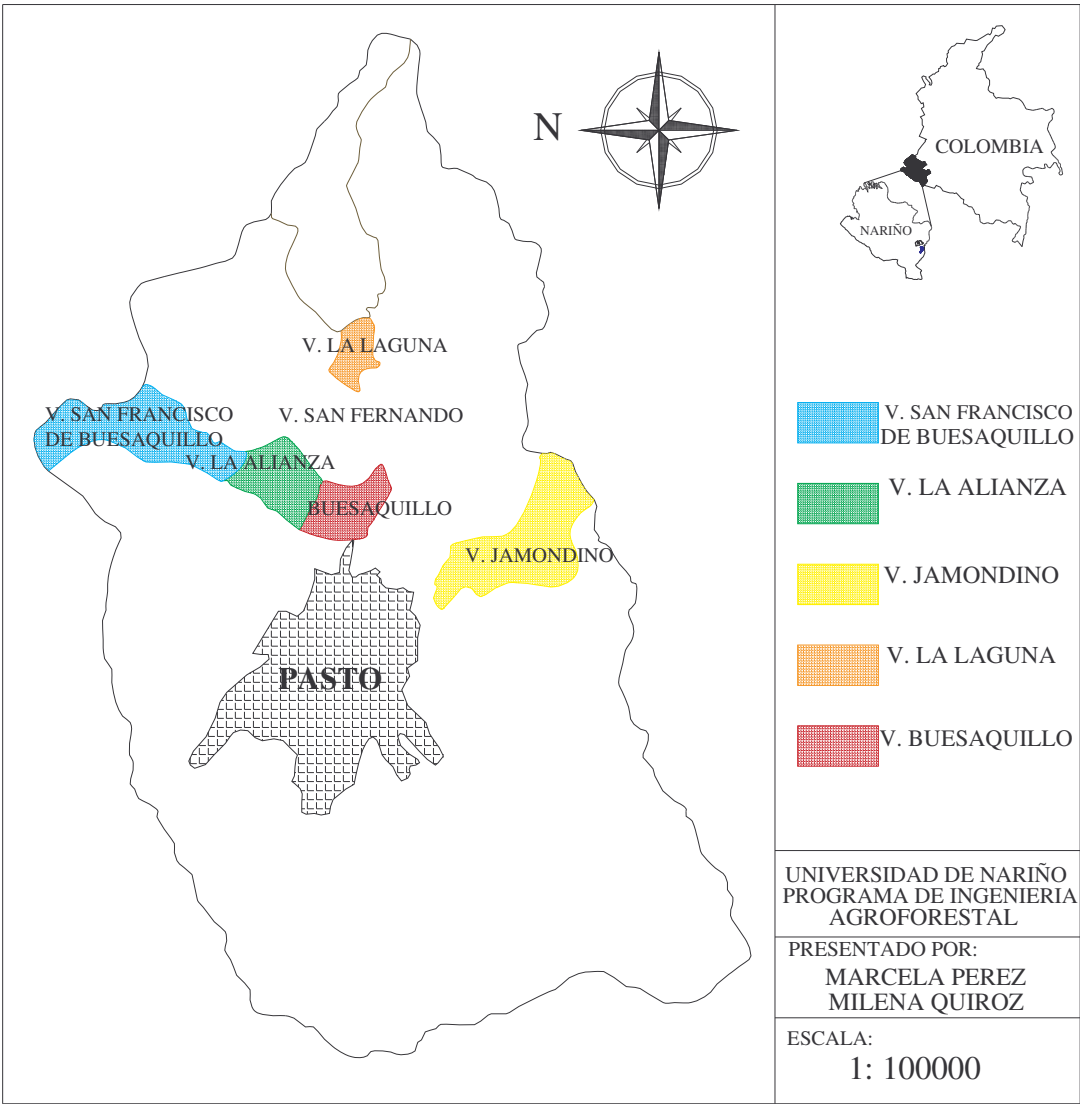 N
V. LA LAGUNA
V. SAN FRANCISCO
DE BUESAQUILLO
V. SAN FERNANDO
V. LA ALIANZA
BUESAQUILLO
V. JAMONDINO
PASTO
COLOMBIA
NARIÑO
V. SAN FRANCISCO
DE BUESAQUILLO
V. LA ALIANZA
V. JAMONDINO
V. LA LAGUNA
V. BUESAQUILLO
UNIVERSIDAD DE NARIÑO
PROGRAMA DE INGENIERIA
AGROFORESTAL
PRESENTADO POR:
MARCELA PEREZ
MILENA QUIROZ
ESCALA:
1: 100000